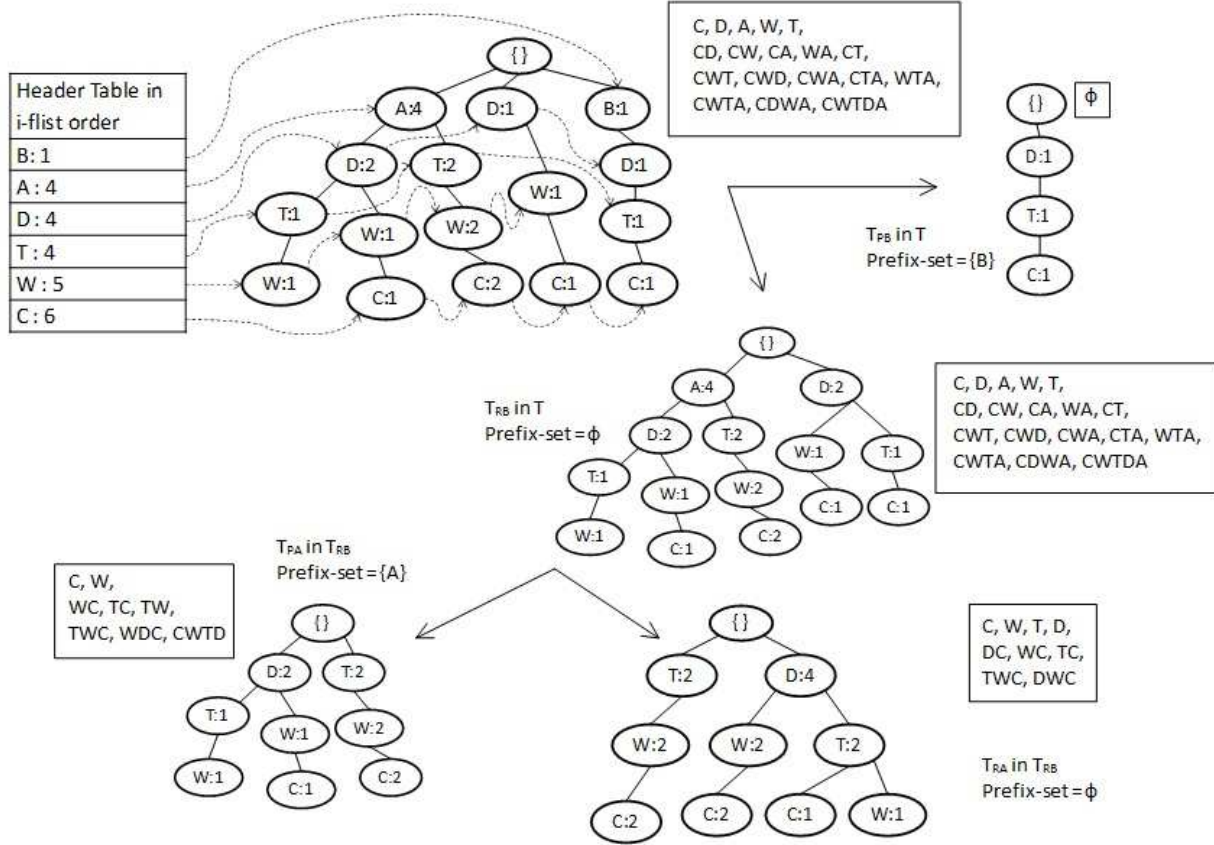 Header Table in
i-flist order
B: 1
A : 4
D : 4
T : 4
W : 5
C : 6
{ }
A:4
D:1
B:1
D:2
T:2
D:1
T:1
W:1
W:2
W:1
T:1
W:1
C:1
C:2
C:1
C:1
C, D, A, W, T,
CD, CW, CA, WA, CT,
CWT, CWD, CWA, CTA, WTA,
CWTA, CDWA, CWTDA
{ }
ϕ
D:1
T:1
C:1
TPB in T
Prefix-set = {B}
TRB in T
Prefix-set = ϕ
{ }
A:4
D:2
D:2
T:2
W:1
T:1
T:1
W:1
W:2
C:1
C:1
W:1
C:1
C:2
C, D, A, W, T,
CD, CW, CA, WA, CT,
CWT, CWD, CWA, CTA, WTA,
CWTA, CDWA, CWTDA
TPA in TRB
Prefix-set = {A}
C, W,
WC, TC, TW,
TWC, WDC, CWTD
{ }
D:2
T:2
T:1
W:1
W:2
W:1
C:1
C:2
{ }
T:2
D:4
W:2
W:2
T:2
C:2
C:2
C:1
W:1
C, W, T, D,
DC, WC, TC,
TWC, DWC
TRA in TRB
Prefix-set = ϕ